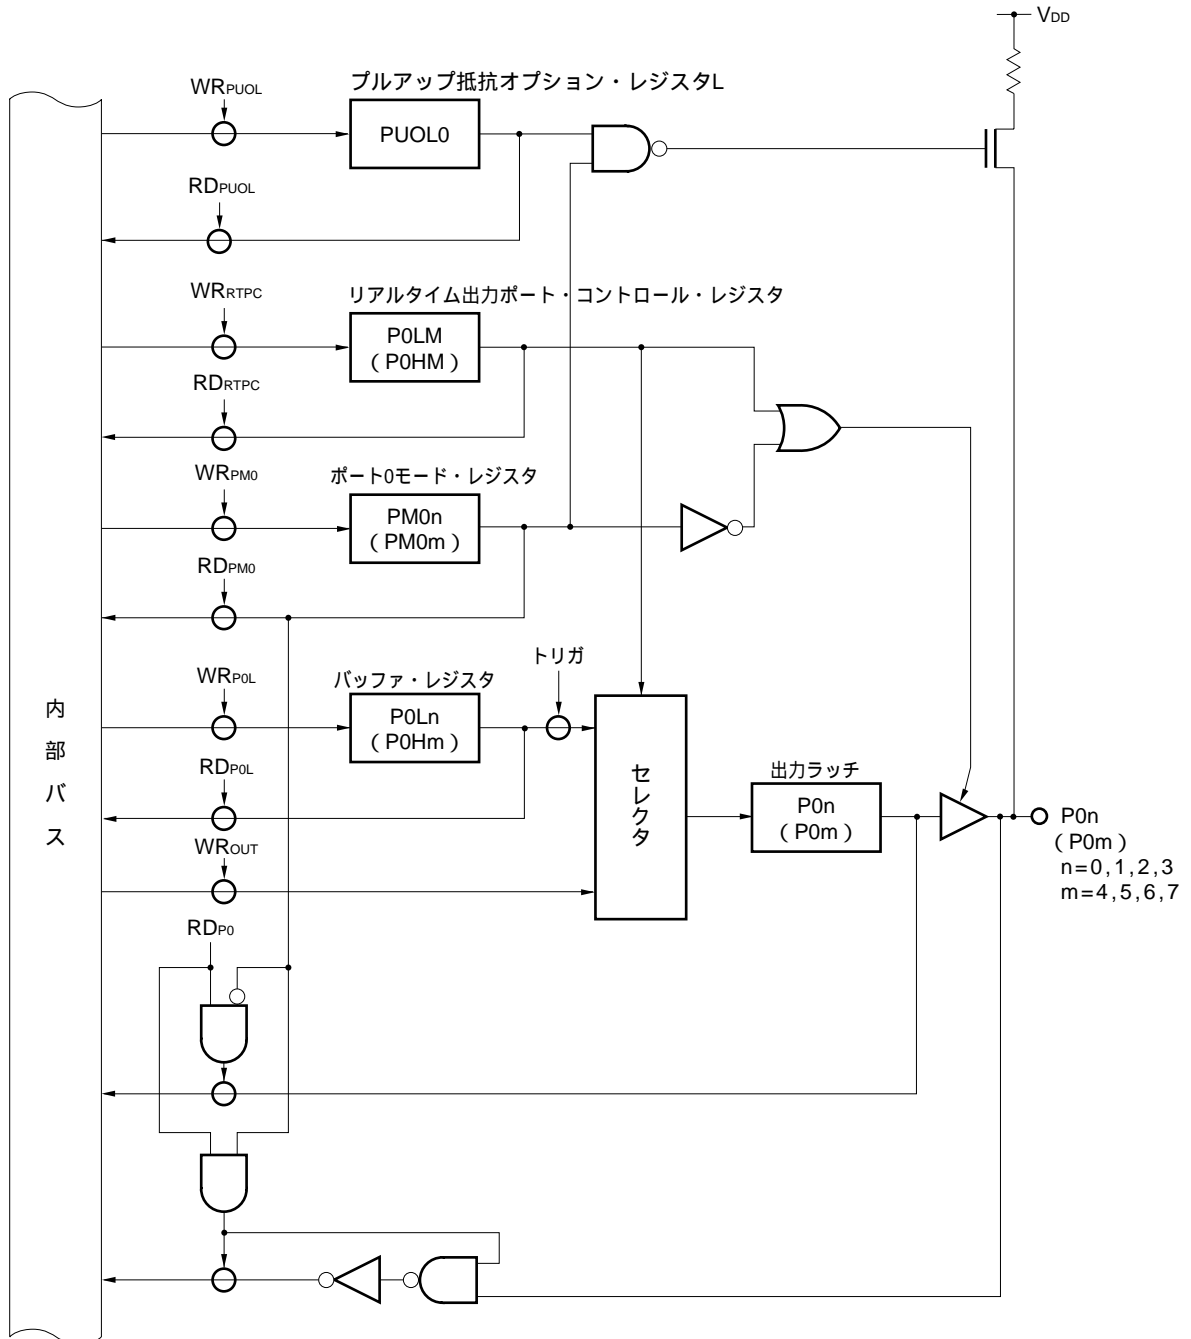 VDD
WRPUOL
プルアップ抵抗オプション・レジスタL
PUOL0
RDPUOL
WRRTPC
リアルタイム出力ポート・コントロール・レジスタ
P0LM
(P0HM)
RDRTPC
WRPM0
ポート0モード・レジスタ
PM0n
(PM0m)
RDPM0
トリガ
WRP0L
バッファ・レジスタ
P0Ln
(P0Hm)
内部バス
RDP0L
セレクタ
出力ラッチ
P0n
(P0m)
P0n
(P0m)
n=0,1,2,3
m=4,5,6,7
WROUT
RDP0